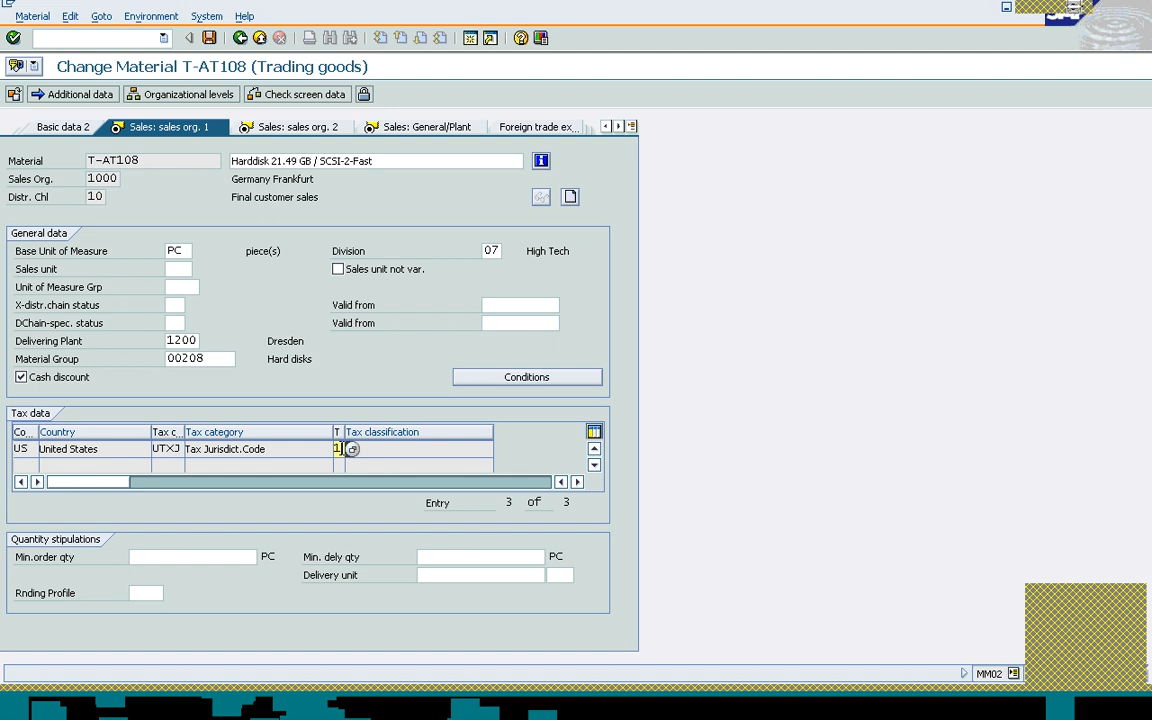 Material Edit Goto Environment System Help
Change Material T-AT108 (Trading goods)
Additional data Organizational levels Check screen data
Basic data 2 Sales: sales org. 1 Sales: sales org. 2 Sales: General/Plant Foreign trade ex...
Material T-AT108 Harddisk 21.49 GB / SCSI-2-Fast
Sales Org. 1000 Germany Frankfurt
Distr. Chl 10 Final customer sales
General data
Base Unit of Measure PC piece(s) Division 07 High Tech
Sales unit Sales unit not var.
Unit of Measure Grp
X-distr.chain status Valid from
DChain-spec. status Valid from
Delivering Plant 1200 Dresden
Material Group 00208 Hard disks
Cash discount Conditions
Tax data
Co... Country Tax c... Tax category T Tax classification
US United States UTXJ Tax Jurisdict.Code 1
Entry 3 of 3
Quantity stipulations
Min.order qty PC Min. dely qty PC
Delivery unit
Rnding Profile
MM02